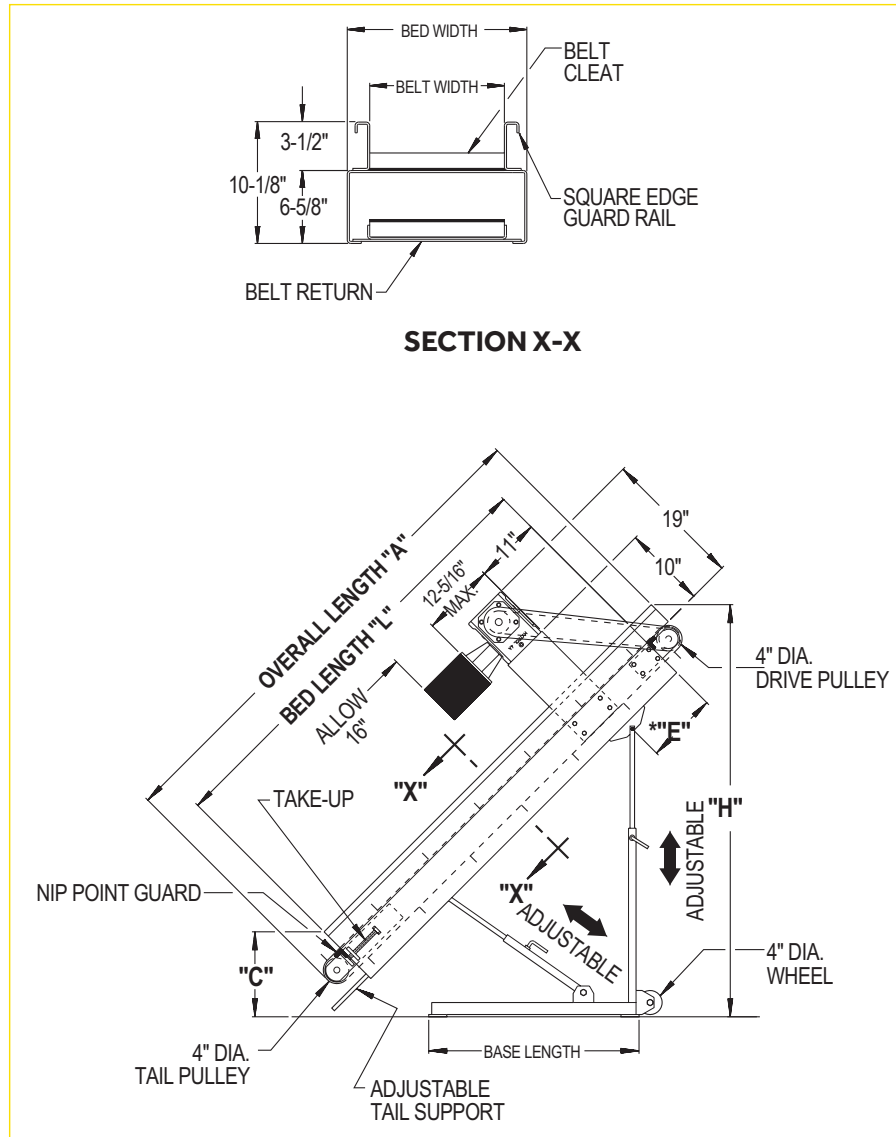 BED WIDTH
BELT
CLEAT
BELT WIDTH
3-1/2"
10-1/8"
6-5/8"
SQUARE EDGE
GUARD RAIL
BELT RETURN
SECTION X-X
OVERALL LENGTH "A"
BED LENGTH "L"
ALLOW
16"
12-5/16"
MAX.
11"
19"
10"
4" DIA.
DRIVE PULLEY
*"E"
"X"
TAKE-UP
"H"
ADJUSTABLE
NIP POINT GUARD
"X"
ADJUSTABLE
"C"
4" DIA.
WHEEL
BASE LENGTH
4" DIA.
TAIL PULLEY
ADJUSTABLE
TAIL SUPPORT